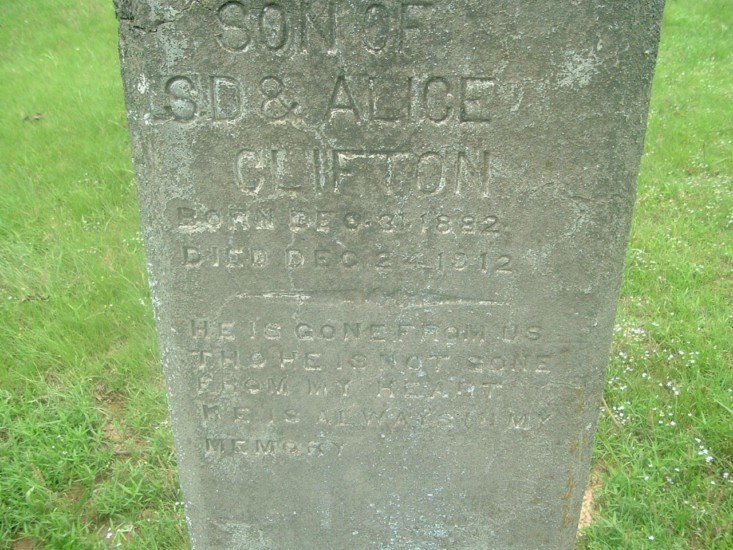 SON OF
S.D & ALICE
CLIFTON
BORN DEC. 31, 1892.
DIED DEC 24 1912
HE IS GONE FROM US
THO HE IS NOT GONE
FROM MY HEART
HE IS ALWAYS IN MY
MEMORY